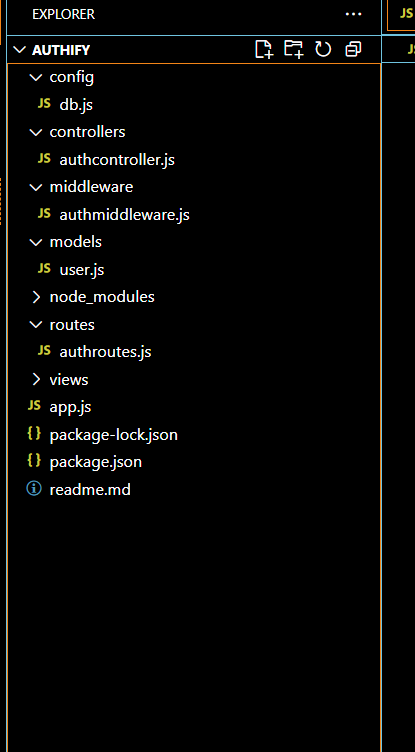 EXPLORER
JS
AUTHIFY
JS
config
JS db.js
controllers
JS authcontroller.js
middleware
JS authmiddleware.js
models
JS user.js
node_modules
routes
JS authroutes.js
views
JS app.js
{} package-lock.json
{} package.json
readme.md